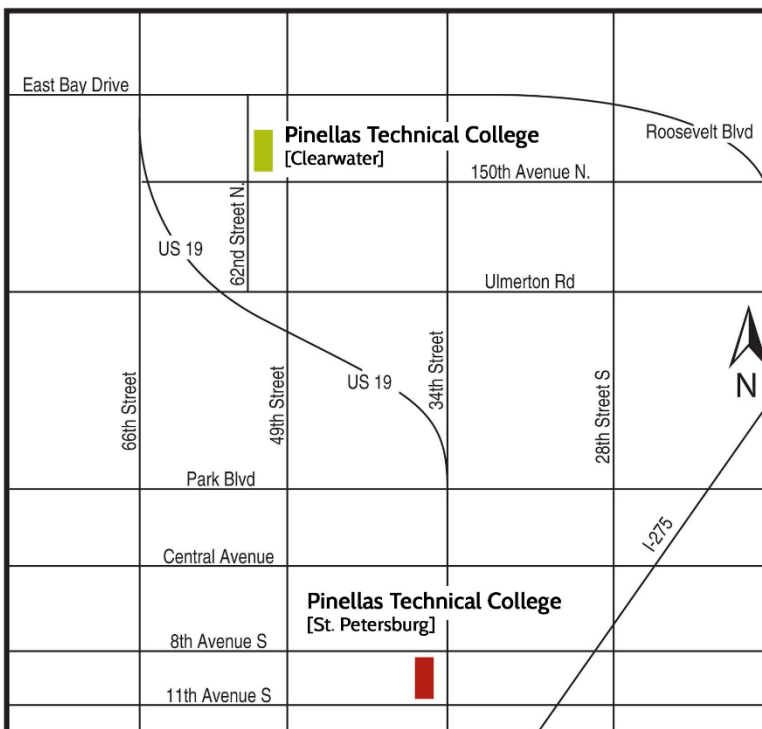 East Bay Drive
Pinellas Technical College
[Clearwater]
Roosevelt Blvd
150th Avenue N.
62nd Street N.
US 19
Ulmerton Rd
66th Street
49th Street
US 19
34th Street
28th Street S
N
Park Blvd
I-275
Central Avenue
Pinellas Technical College
[St. Petersburg]
8th Avenue S
11th Avenue S